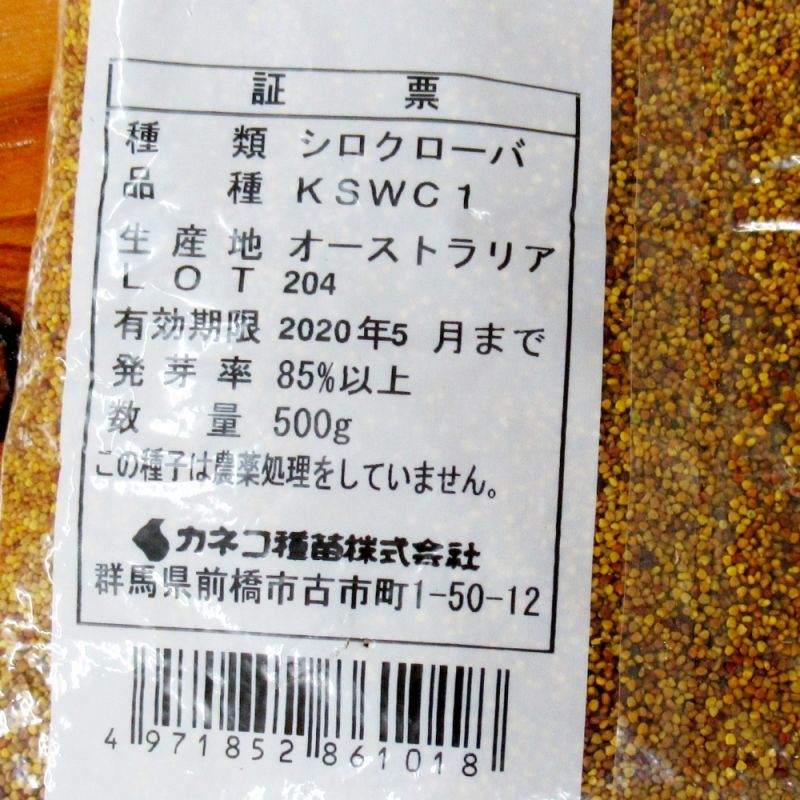 証 票
種 類 シロクローバ
品 種 KSWC1
生産地 オーストラリア
LOT 204
有効期限 2020年5 月まで
発芽率 85%以上
数 量 500g
この種子は農薬処理をしていません。
カネコ種苗株式会社
群馬県前橋市古市町1-50-12
4 971852 861018